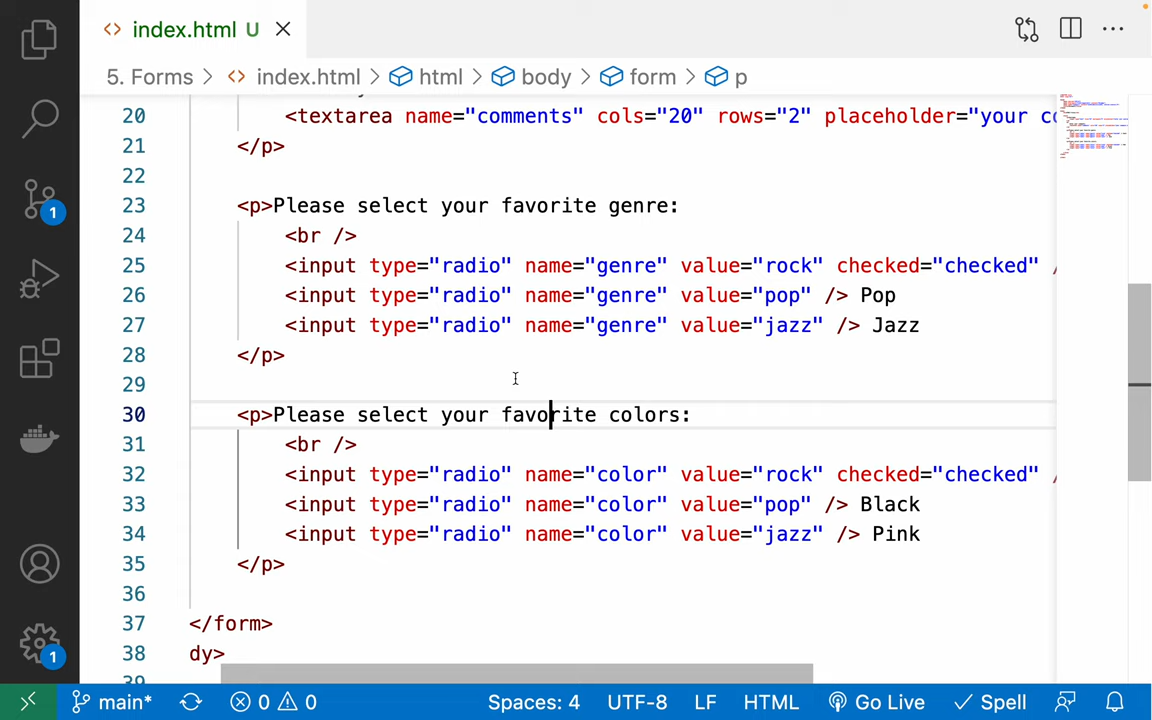 index.html U
5. Forms > index.html > html > body > form > p
20 <textarea name="comments" cols="20" rows="2" placeholder="your co
21 </p>
22
23 <p>Please select your favorite genre:
24 <br />
25 <input type="radio" name="genre" value="rock" checked="checked" /
26 <input type="radio" name="genre" value="pop" /> Pop
27 <input type="radio" name="genre" value="jazz" /> Jazz
28 </p>
29
30 <p>Please select your favorite colors:
31 <br />
32 <input type="radio" name="color" value="rock" checked="checked" /
33 <input type="radio" name="color" value="pop" /> Black
34 <input type="radio" name="color" value="jazz" /> Pink
35 </p>
36
37 </form>
38 dy>
39
1
1
main* 0 0 Spaces: 4 UTF-8 LF HTML Go Live Spell